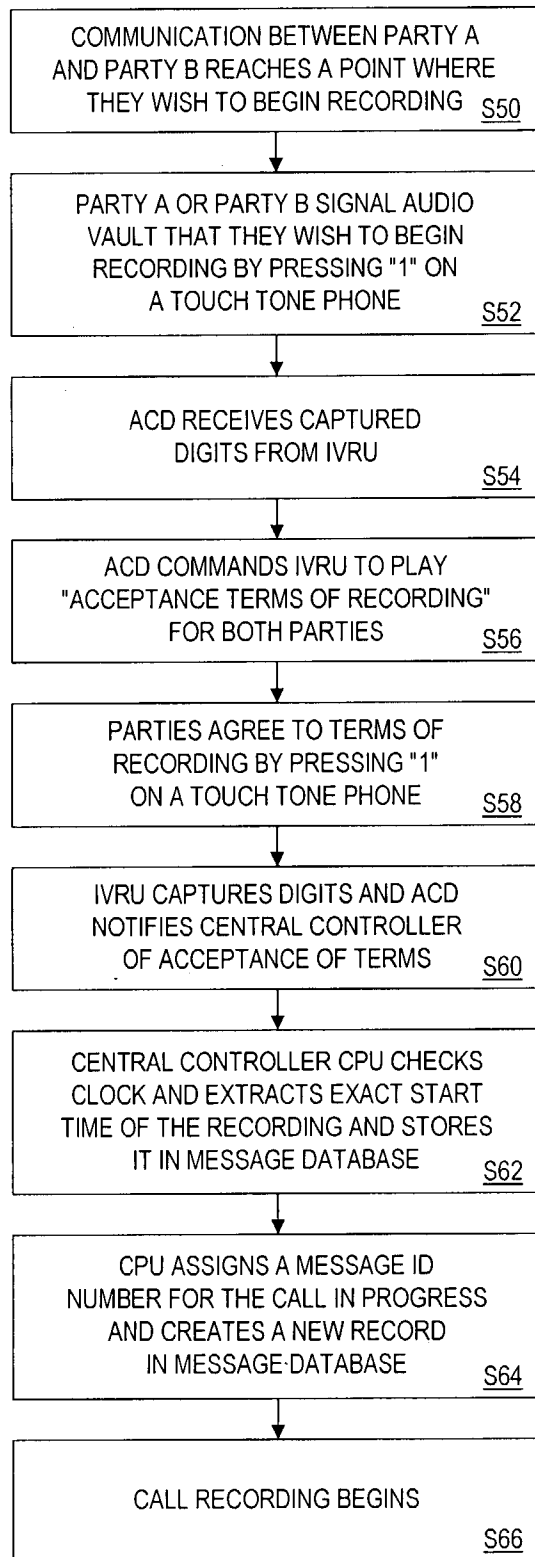 COMMUNICATION BETWEEN PARTY A
AND PARTY B REACHES A POINT WHERE
THEY WISH TO BEGIN RECORDING
S50
PARTY A OR PARTY B SIGNAL AUDIO
VAULT THAT THEY WISH TO BEGIN
RECORDING BY PRESSING "1" ON
A TOUCH TONE PHONE
S52
ACD RECEIVES CAPTURED
DIGITS FROM IVRU
S54
ACD COMMANDS IVRU TO PLAY
"ACCEPTANCE TERMS OF RECORDING"
FOR BOTH PARTIES
S56
PARTIES AGREE TO TERMS OF
RECORDING BY PRESSING "1"
ON A TOUCH TONE PHONE
S58
IVRU CAPTURES DIGITS AND ACD
NOTIFIES CENTRAL CONTROLLER
OF ACCEPTANCE OF TERMS
S60
CENTRAL CONTROLLER CPU CHECKS
CLOCK AND EXTRACTS EXACT START
TIME OF THE RECORDING AND STORES
IT IN MESSAGE DATABASE
S62
CPU ASSIGNS A MESSAGE ID
NUMBER FOR THE CALL IN PROGRESS
AND CREATES A NEW RECORD
IN MESSAGE DATABASE
S64
CALL RECORDING BEGINS
S66